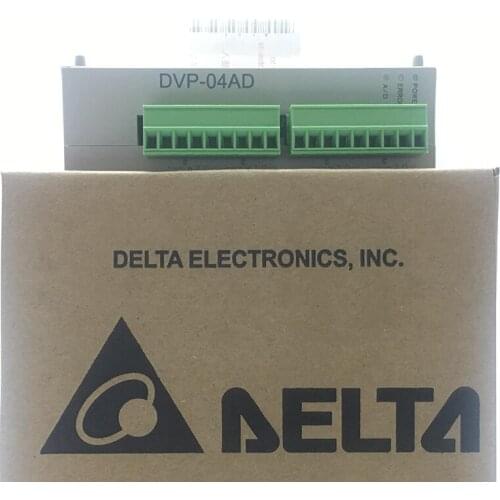 DVP-04AD
POWER
ERROR
A/D
DELTA ELECTRONICS, INC.
DELTA